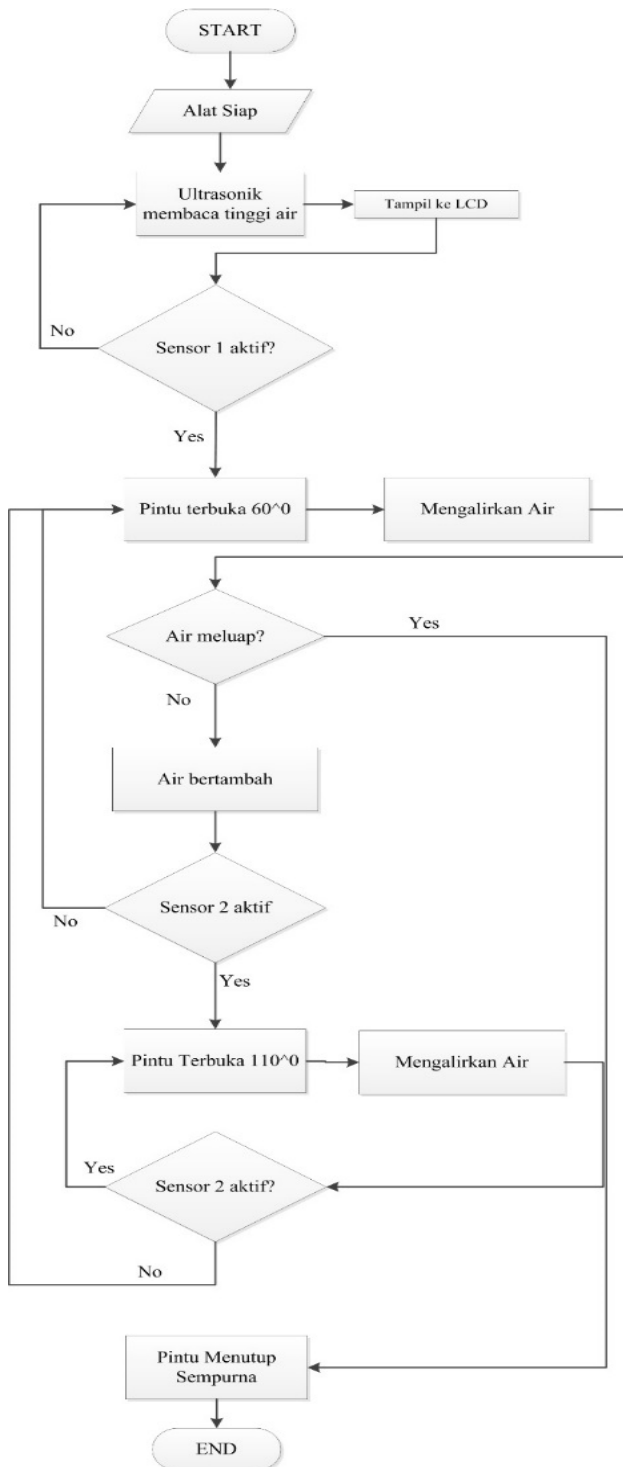 START
Alat Siap
Ultrasonik
membaca tinggi air
Tampil ke LCD
No
Sensor 1 aktif?
Yes
Pintu terbuka 60^0
Mengalirkan Air
Air meluap?
Yes
No
Air bertambah
Sensor 2 aktif
No
Yes
Pintu Terbuka 110^0
Mengalirkan Air
Yes
Sensor 2 aktif?
No
Pintu Menutup
Sempurna
END